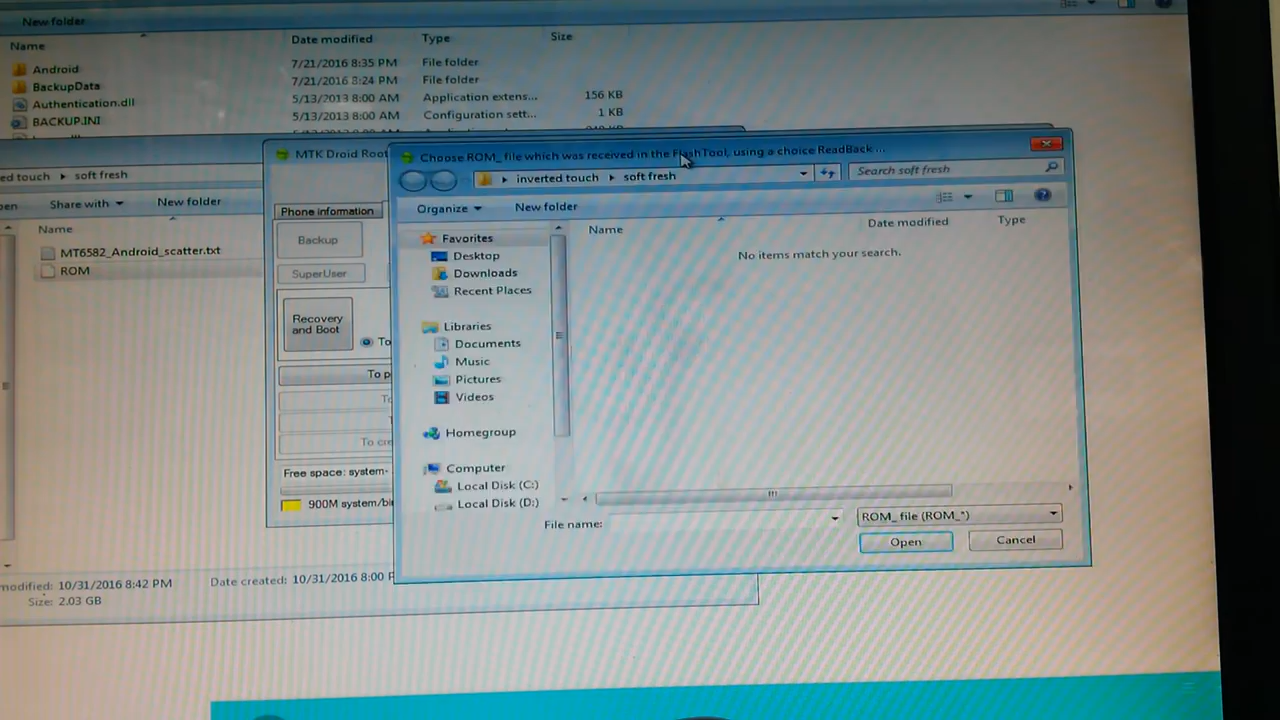 New folder
Name Date modified Type Size
Android 7/21/2016 8:35 PM File folder
BackupData 7/21/2016 8:24 PM File folder
Authentication.dll 5/13/2013 8:00 AM Application extens... 156 KB
BACKUP.INI 5/13/2013 8:00 AM Configuration sett... 1 KB
MTK Droid Root
Choose ROM_ file which was received in the FlashTool, using a choice ReadBack ...
ed touch ▸ soft fresh
inverted touch ▸ soft fresh
Search soft fresh
pen Share with New folder
Organize New folder
Phone information
Name
MT6582_Android_scatter.txt
ROM
Backup
SuperUser
Recovery
and Boot
To
To p
To
To cre
Free space: system-
900M system/bi
Favorites
Desktop
Downloads
Recent Places
Libraries
Documents
Music
Pictures
Videos
Homegroup
Computer
Local Disk (C:)
Local Disk (D:)
Name Date modified Type
No items match your search.
File name:
ROM_ file (ROM_*)
Open Cancel
modified: 10/31/2016 8:42 PM Date created: 10/31/2016 8:00 P
Size: 2.03 GB